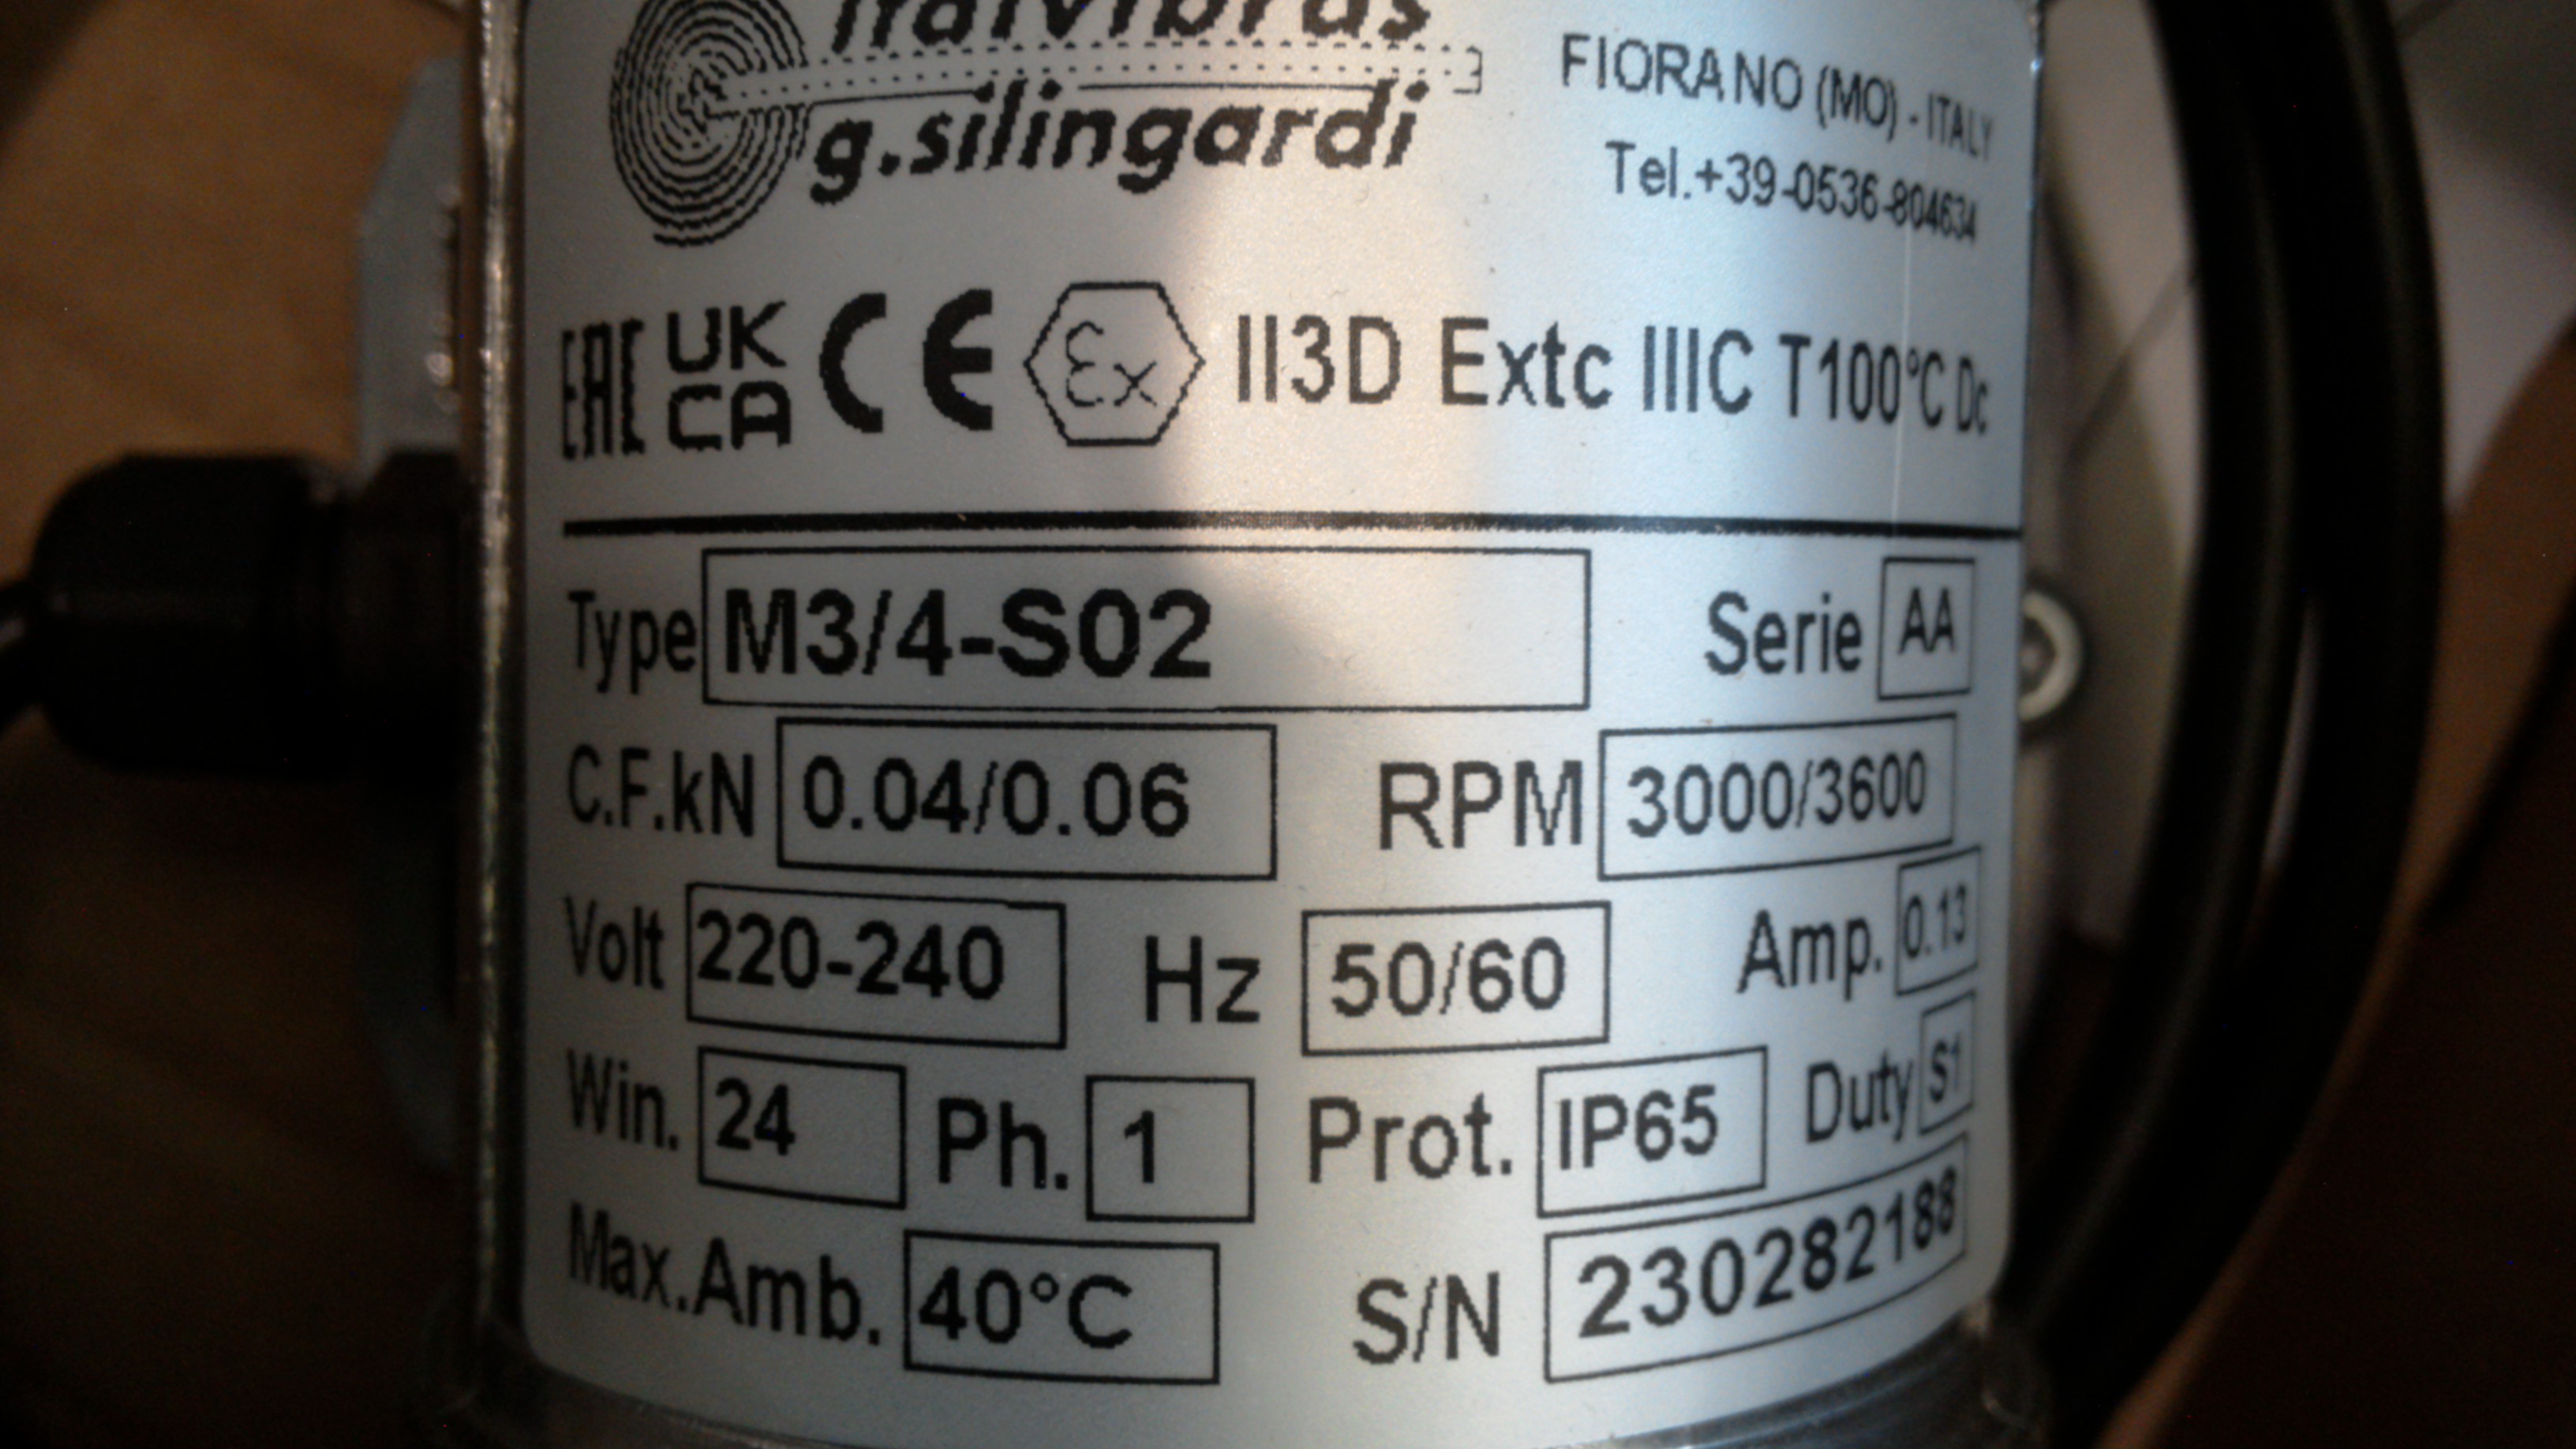 italvibras
g.silingardi
FIORANO (MO) - ITALY
Tel.+39-0536-804634
EAC UK CA CE Ex II3D Extc IIIC T100°C Dc
Type M3/4-S02 Serie AA
C.F.kN 0.04/0.06 RPM 3000/3600
Volt 220-240 Hz 50/60 Amp. 0.13
Win. 24 Ph. 1 Prot. IP65 Duty S1
Max.Amb. 40°C S/N 230282188